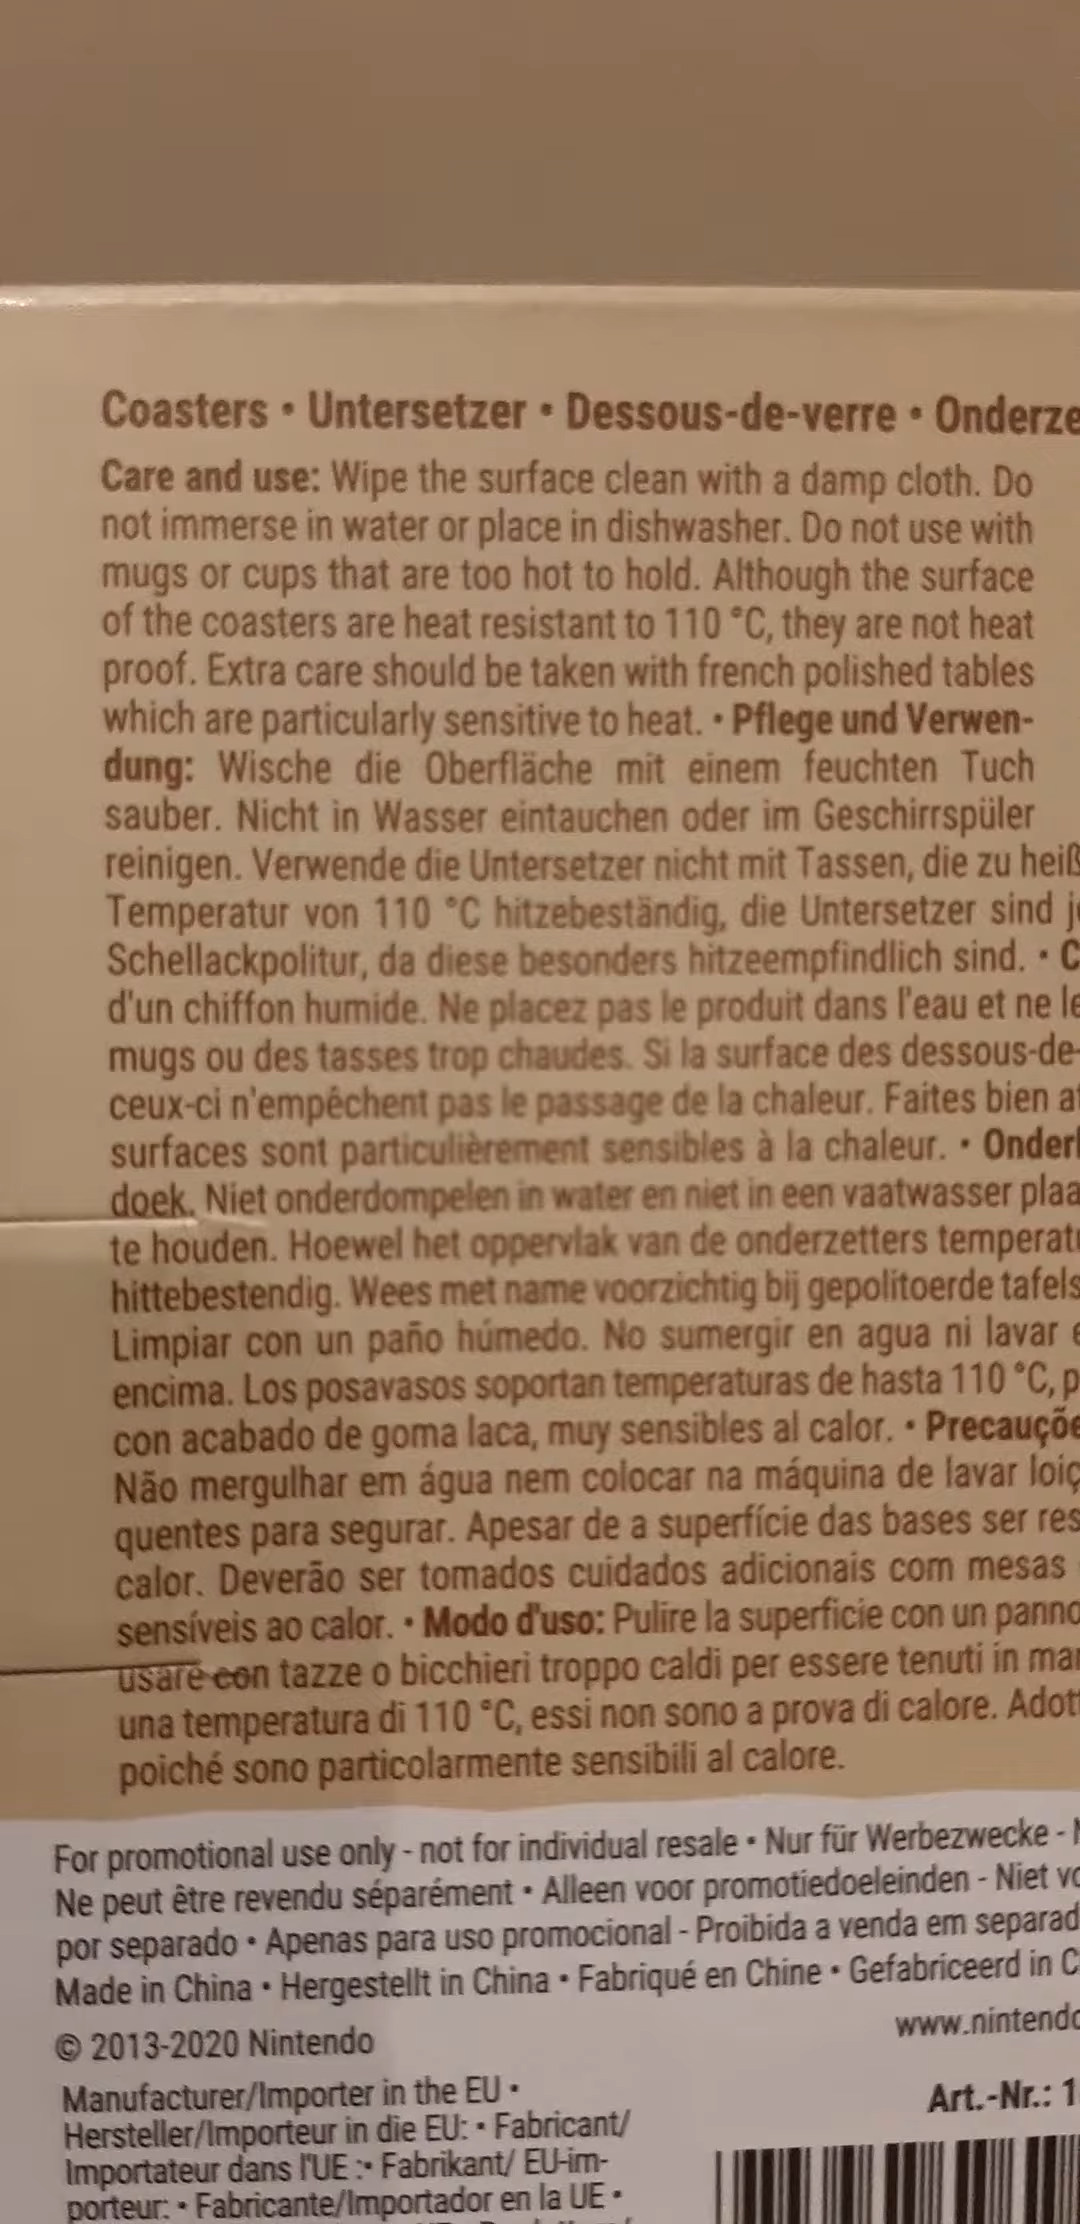 Coasters • Untersetzer • Dessous-de-verre • Onderze
Care and use: Wipe the surface clean with a damp cloth. Do
not immerse in water or place in dishwasher. Do not use with
mugs or cups that are too hot to hold. Although the surface
of the coasters are heat resistant to 110 °C, they are not heat
proof. Extra care should be taken with french polished tables
which are particularly sensitive to heat. • Pflege und Verwen-
dung: Wische die Oberfläche mit einem feuchten Tuch
sauber. Nicht in Wasser eintauchen oder im Geschirrspüler
reinigen. Verwende die Untersetzer nicht mit Tassen, die zu heiß
Temperatur von 110 °C hitzebeständig, die Untersetzer sind j
Schellackpolitur, da diese besonders hitzeempfindlich sind. • C
d'un chiffon humide. Ne placez pas le produit dans l'eau et ne le
mugs ou des tasses trop chaudes. Si la surface des dessous-de-
ceux-ci n'empêchent pas le passage de la chaleur. Faites bien a
surfaces sont particulièrement sensibles à la chaleur. • Onder
doek. Niet onderdompelen in water en niet in een vaatwasser plaa
te houden. Hoewel het oppervlak van de onderzetters temperat
hittebestendig. Wees met name voorzichtig bij gepolitoerde tafels
Limpiar con un paño húmedo. No sumergir en agua ni lavar e
encima. Los posavasos soportan temperaturas de hasta 110 °C, p
con acabado de goma laca, muy sensibles al calor. • Precauçõe
Não mergulhar em água nem colocar na máquina de lavar loiç
quentes para segurar. Apesar de a superfície das bases ser res
calor. Deverão ser tomados cuidados adicionais com mesas
sensíveis ao calor. • Modo d'uso: Pulire la superficie con un panno
usare con tazze o bicchieri troppo caldi per essere tenuti in ma
una temperatura di 110 °C, essi non sono a prova di calore. Adot
poiché sono particolarmente sensibili al calore.
For promotional use only - not for individual resale • Nur für Werbezwecke - N
Ne peut être revendu séparément • Alleen voor promotiedoeleinden - Niet vo
por separado • Apenas para uso promocional - Proibida a venda em separad
Made in China • Hergestellt in China • Fabriqué en Chine • Gefabriceerd in C
© 2013-2020 Nintendo
www.nintendo
Manufacturer/Importer in the EU •
Hersteller/Importeur in die EU: • Fabricant/
Importateur dans l'UE :• Fabrikant/ EU-im-
porteur: • Fabricante/Importador en la UE •
Art.-Nr.: 1